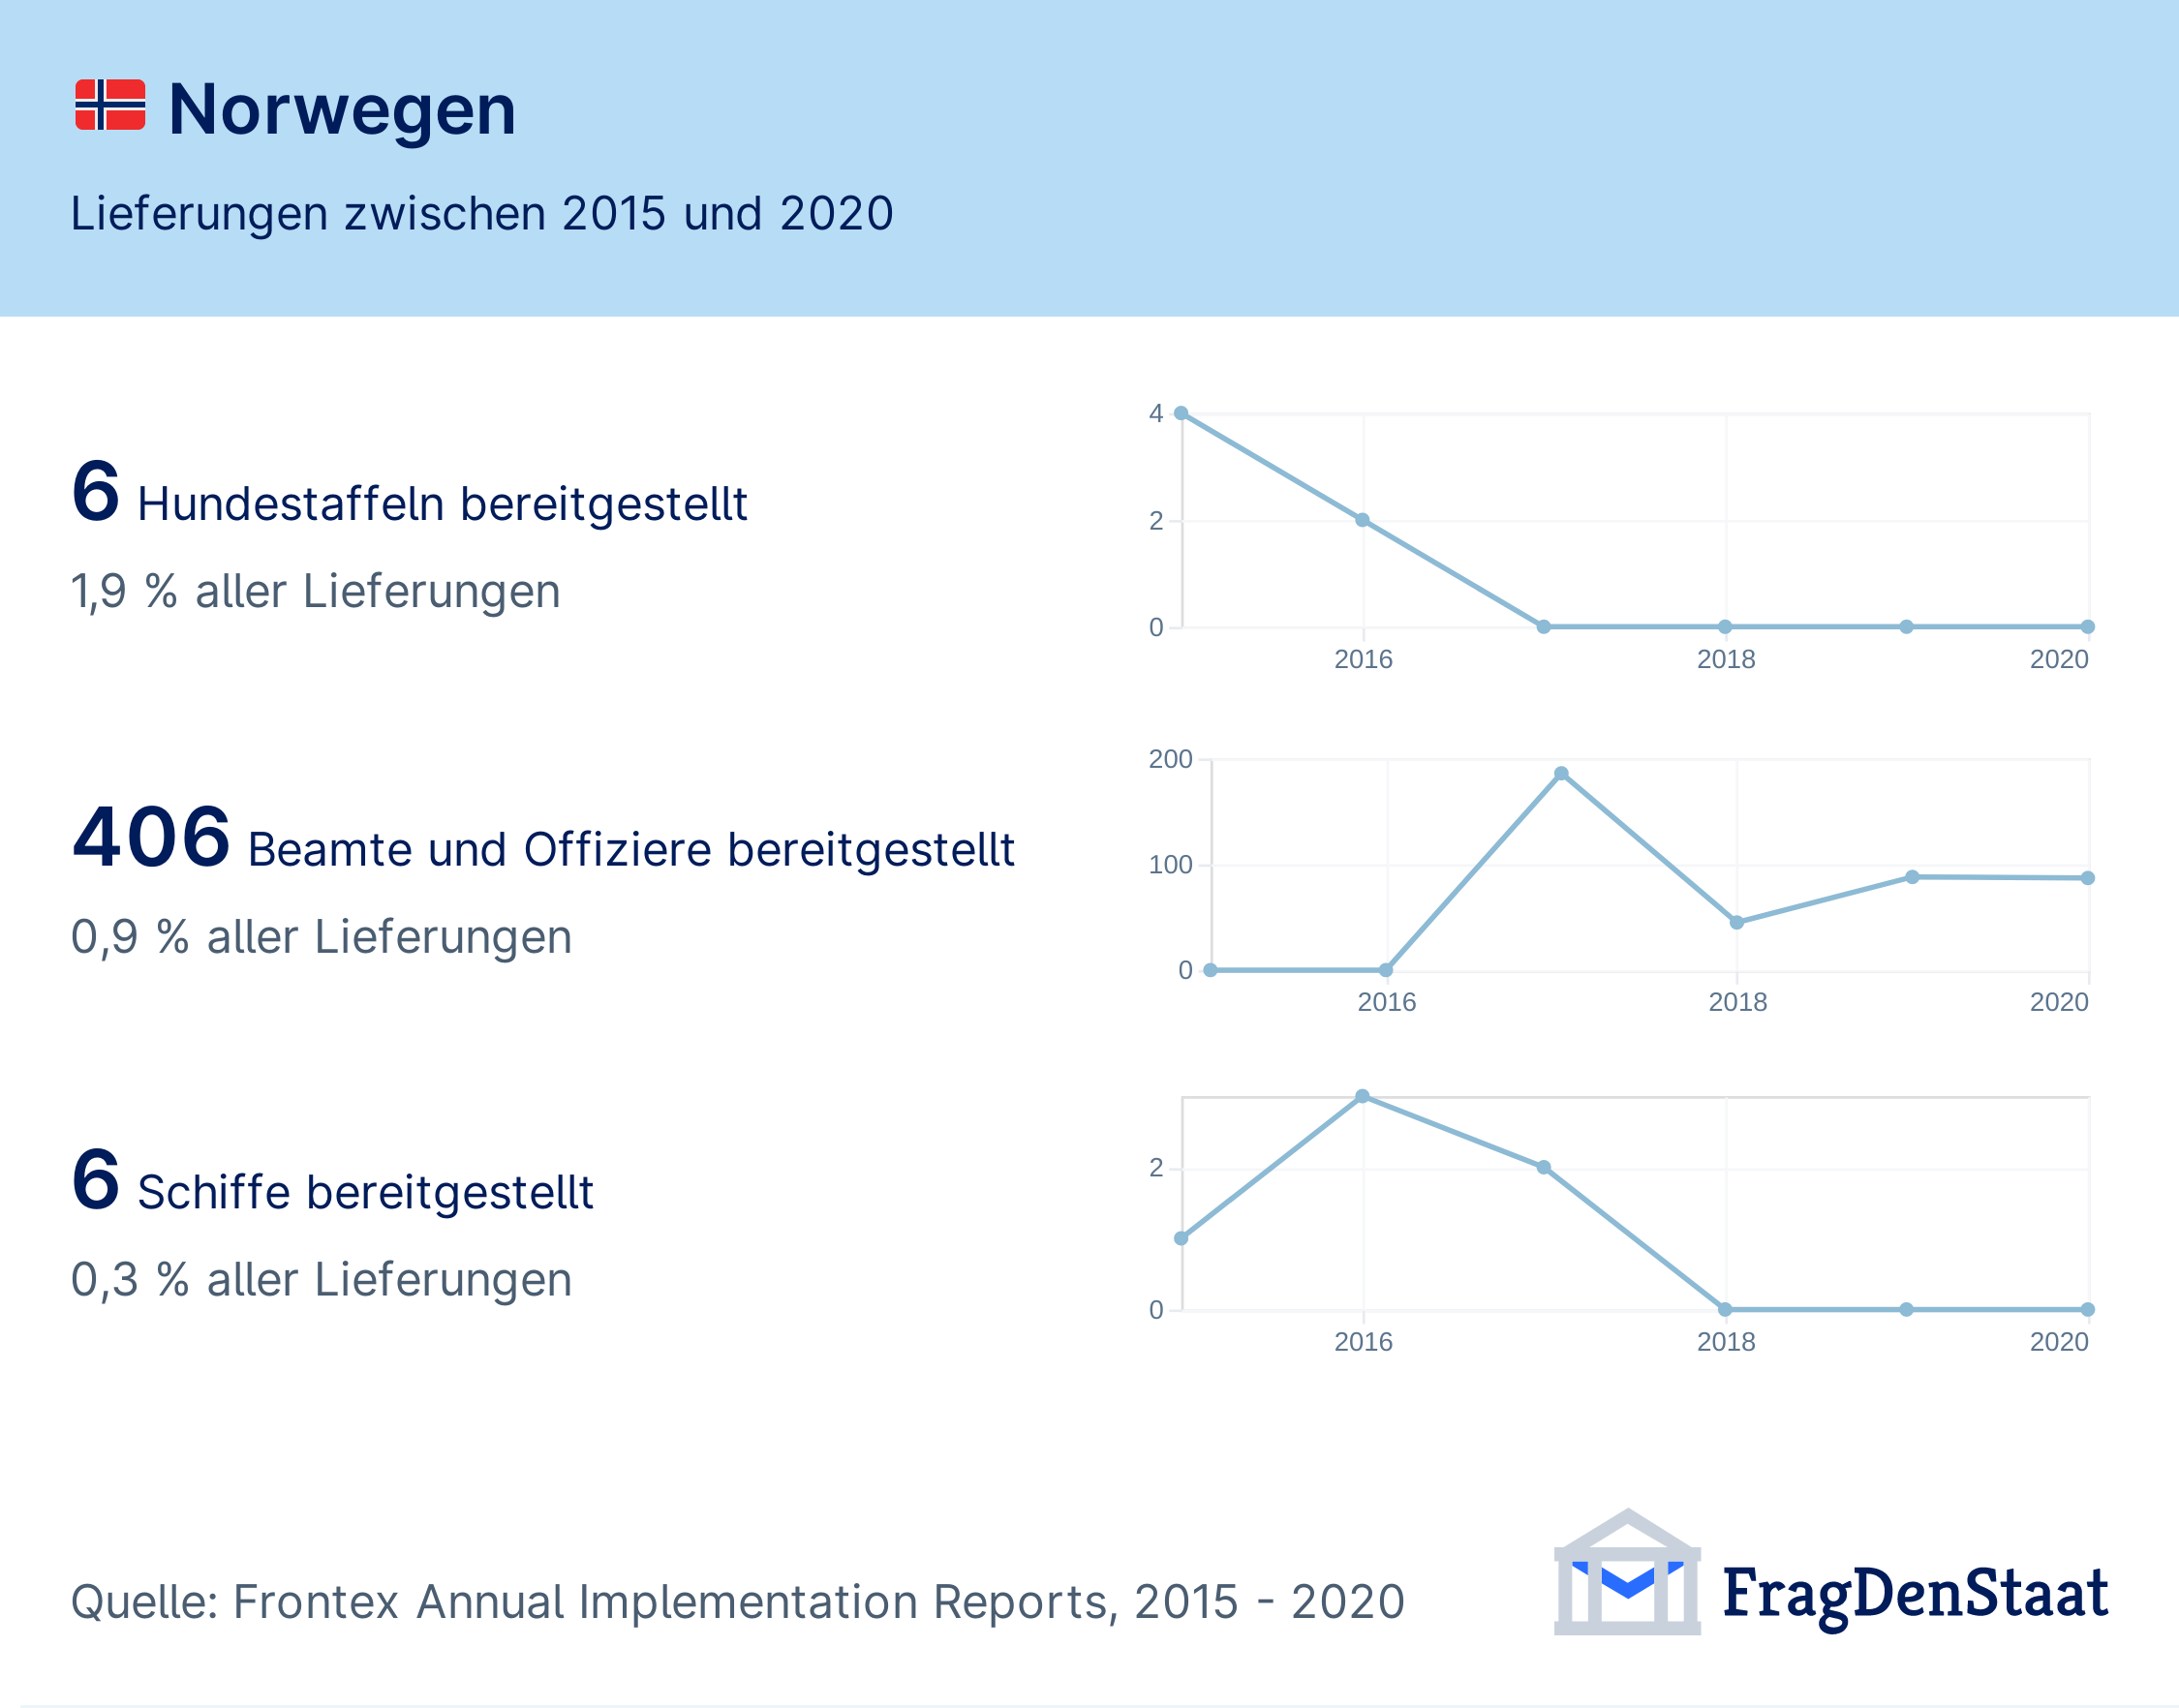 Norwegen
Lieferungen zwischen 2015 und 2020
6 Hundestaffeln bereitgestellt
1,9 % aller Lieferungen
4
2
0
2016 2018 2020
406 Beamte und Offiziere bereitgestellt
0,9 % aller Lieferungen
200
100
0
2016 2018 2020
6 Schiffe bereitgestellt
0,3 % aller Lieferungen
2
0
2016 2018 2020
Quelle: Frontex Annual Implementation Reports, 2015 - 2020
FragDenStaat